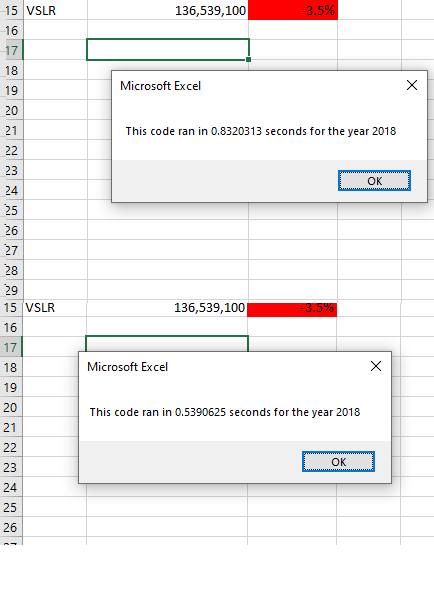 15 VSLR 136,539,100 -3.5%
16
17
18
Microsoft Excel
19
20
21 This code ran in 0.8320313 seconds for the year 2018
22
23
OK
24
25
26
27
28
29
15 VSLR 136,539,100 -3.5%
16
17
18 Microsoft Excel
19
20 This code ran in 0.5390625 seconds for the year 2018
21
22
23 OK
24
25
26
27